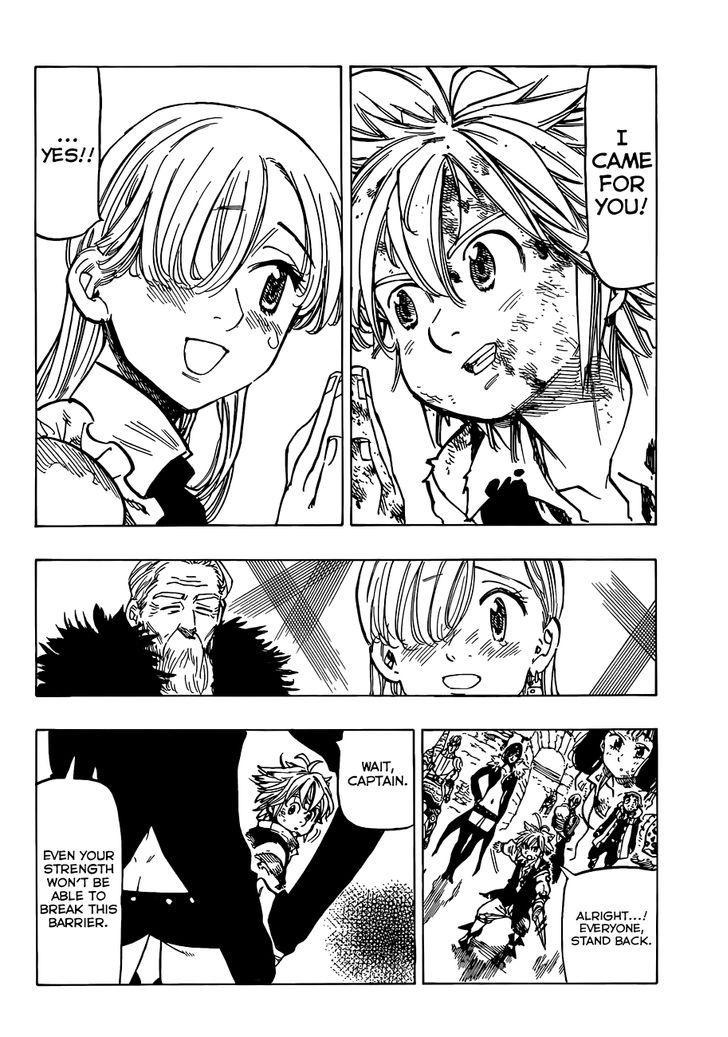 I
CAME
FOR
YOU!
...
YES!!
ALRIGHT...!
EVERYONE,
STAND BACK.
WAIT,
CAPTAIN.
EVEN YOUR
STRENGTH
WON'T BE
ABLE TO
BREAK THIS
BARRIER.